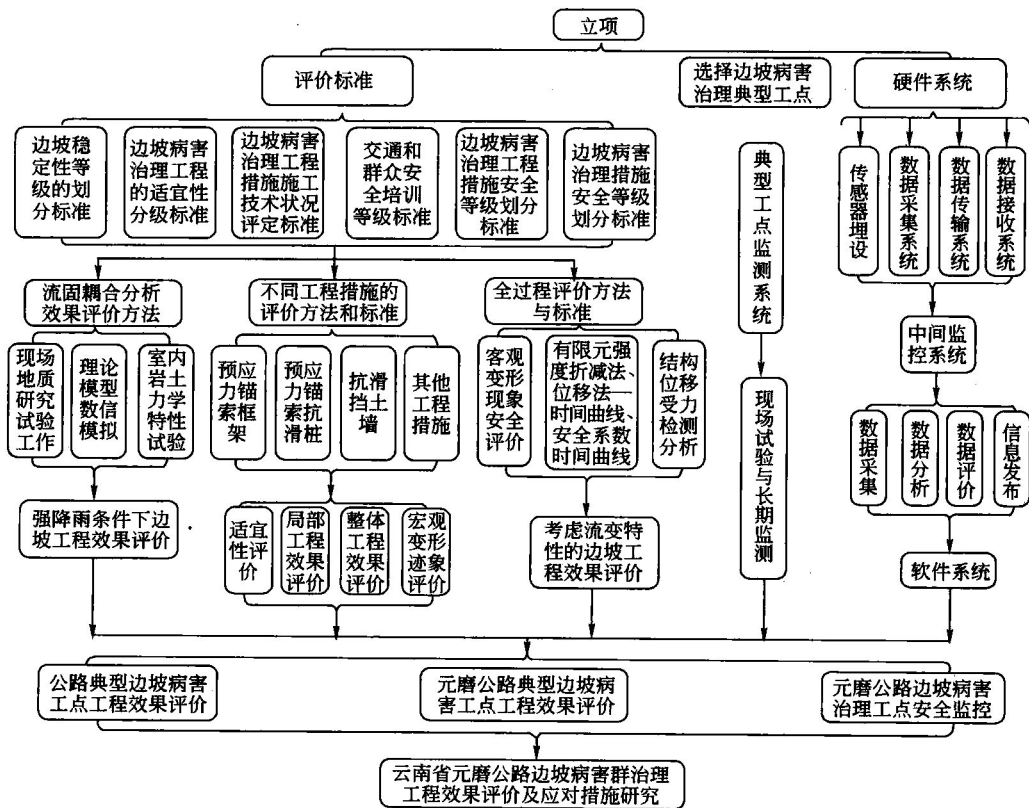 立项
评价标准
选择边坡病害
治理典型工点
硬件系统
边坡稳
定性等
级的划
分标准
边坡病害
治理工程
的适宜性
分级标准
边坡病害
治理工程
措施施工
技术状况
评定标准
交通和
群众安
全培训
等级标准
边坡病害
治理工程
措施安全
等级划分
标准
边坡病害
治理措施
安全等级
划分标准
典型工点监测系统
传感器埋设
数据采集系统
数据传输系统
数据接收系统
流固耦合分析
效果评价方法
不同工程措施的
评价方法和标准
全过程评价方法
与标准
中间监
控系统
现场
地质
研究
试验
工作
理论
模型
数信
模拟
室内
岩土
力学
特性
试验
预应
力锚
索框
架
预应
力锚
索抗
滑桩
抗滑
挡土
墙
其他
工程
措施
客观
变形
现象
安全
评价
有限元强
度折减法、
位移法—
时间曲线、
安全系数
时间曲线
结构
位移
受力
检测
分析
现场试验与长期监测
数据采集
数据分析
数据评价
信息发布
强降雨条件下边
坡工程效果评价
适宜
性评
价
局部
工程
效果
评价
整体
工程
效果
评价
宏观
变形
迹象
评价
考虑流变
特性的边坡工
程效果评价
软件系统
公路典型边坡病害
工点工程效果评价
元磨公路典型边坡病
害工点工程效果评价
元磨公路边坡病害
治理工点安全监控
云南省元磨公路边坡病害群治理
工程效果评价及应对措施研究